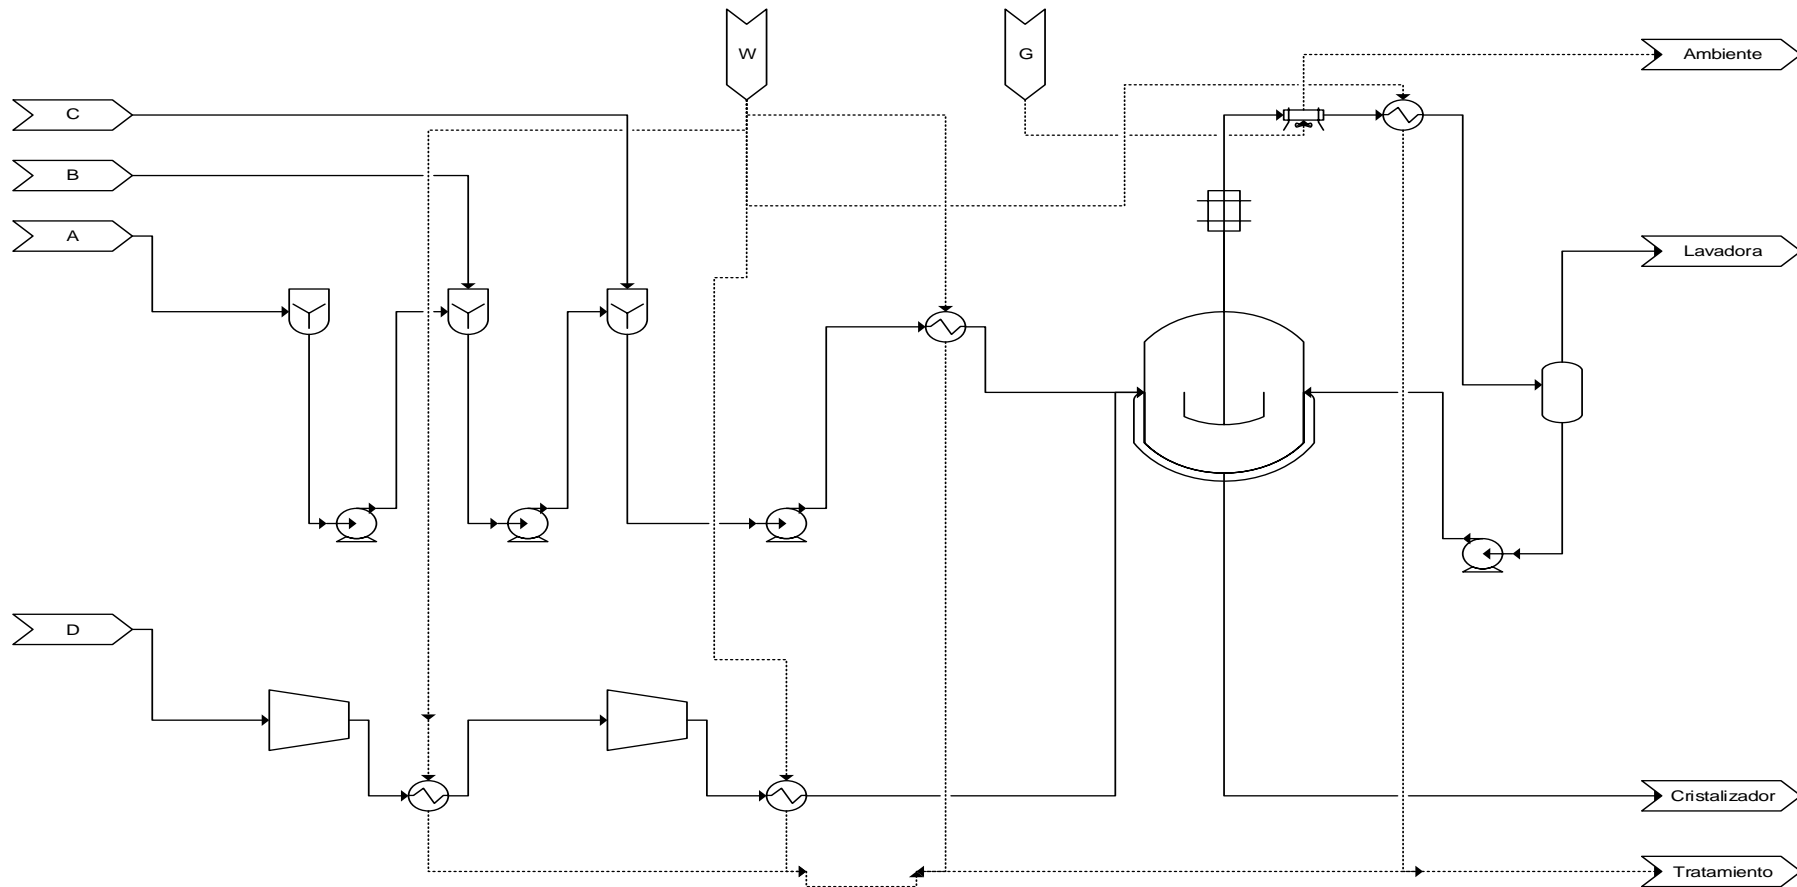 W
G
Ambiente
C
B
A
Lavadora
D
Cristalizador
Tratamiento